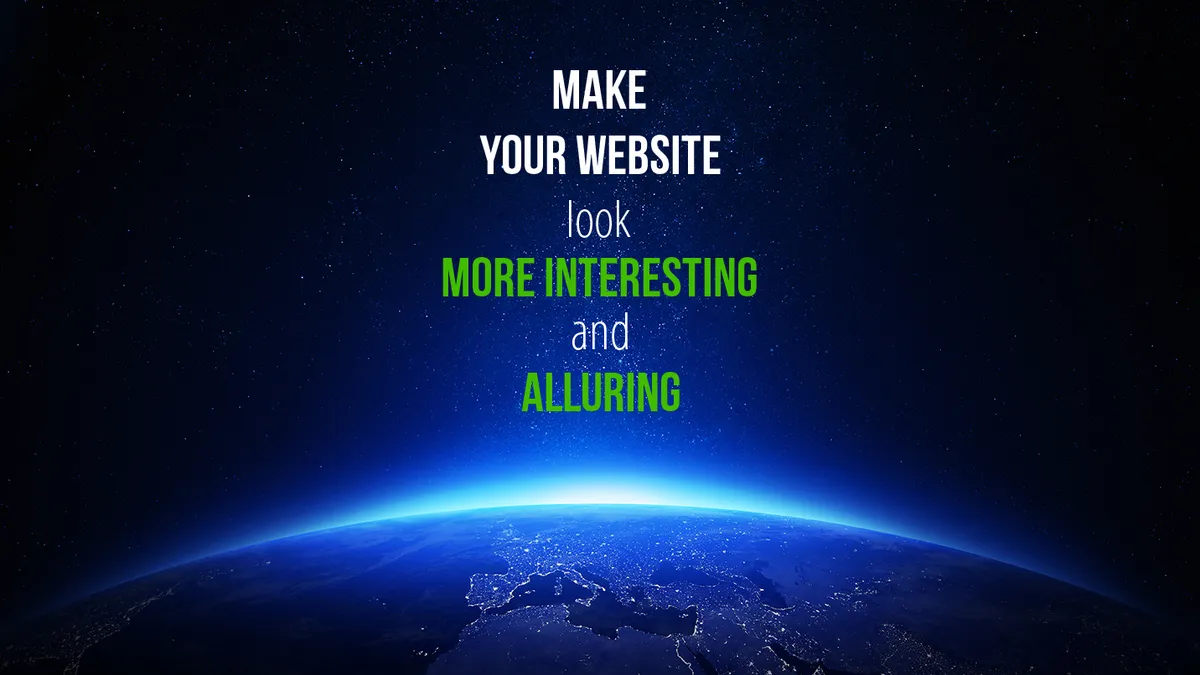 MAKE
YOUR WEBSITE
look
MORE INTERESTING
and
ALLURING